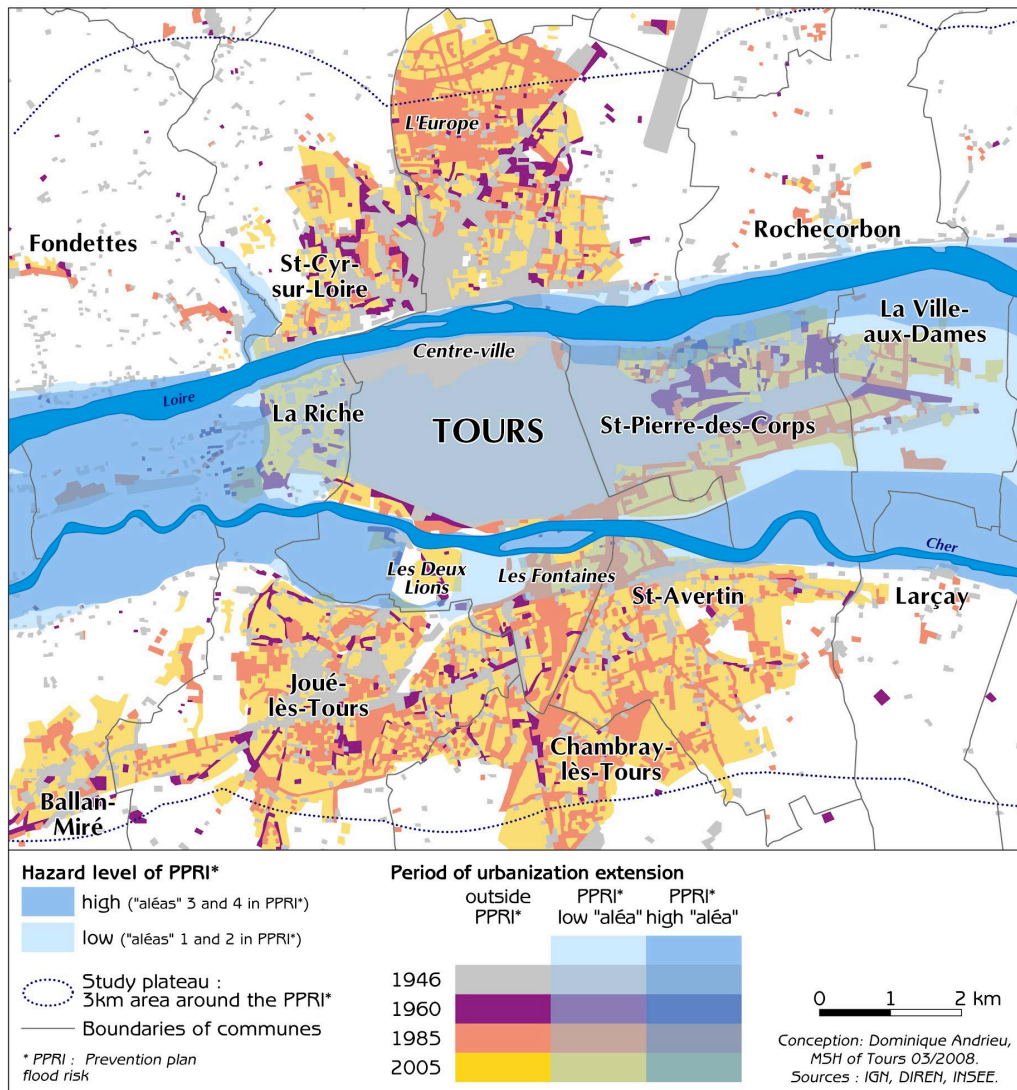 L'Europe
Fondettes
St-Cyr-
sur-Loire
Rochecorbon
La Ville-
aux-Dames
Centre-ville
Loire
La Riche
TOURS
St-Pierre-des-Corps
Cher
Les Deux
Lions
Les Fontaines
St-Avertin
Larçay
Joué-
lès-Tours
Chambray-
lès-Tours
Ballan-
Miré
Hazard level of PPRI*
high ("aléas" 3 and 4 in PPRI*)
low ("aléas" 1 and 2 in PPRI*)
Study plateau :
3km area around the PPRI*
Boundaries of communes
* PPRI : Prevention plan
flood risk
Period of urbanization extension
outside
PPRI*
PPRI*
low "aléa"
PPRI*
high "aléa"
1946
1960
1985
2005
0 1 2 km
Conception: Dominique Andrieu,
MSH of Tours 03/2008.
Sources : IGN, DIREN, INSEE.